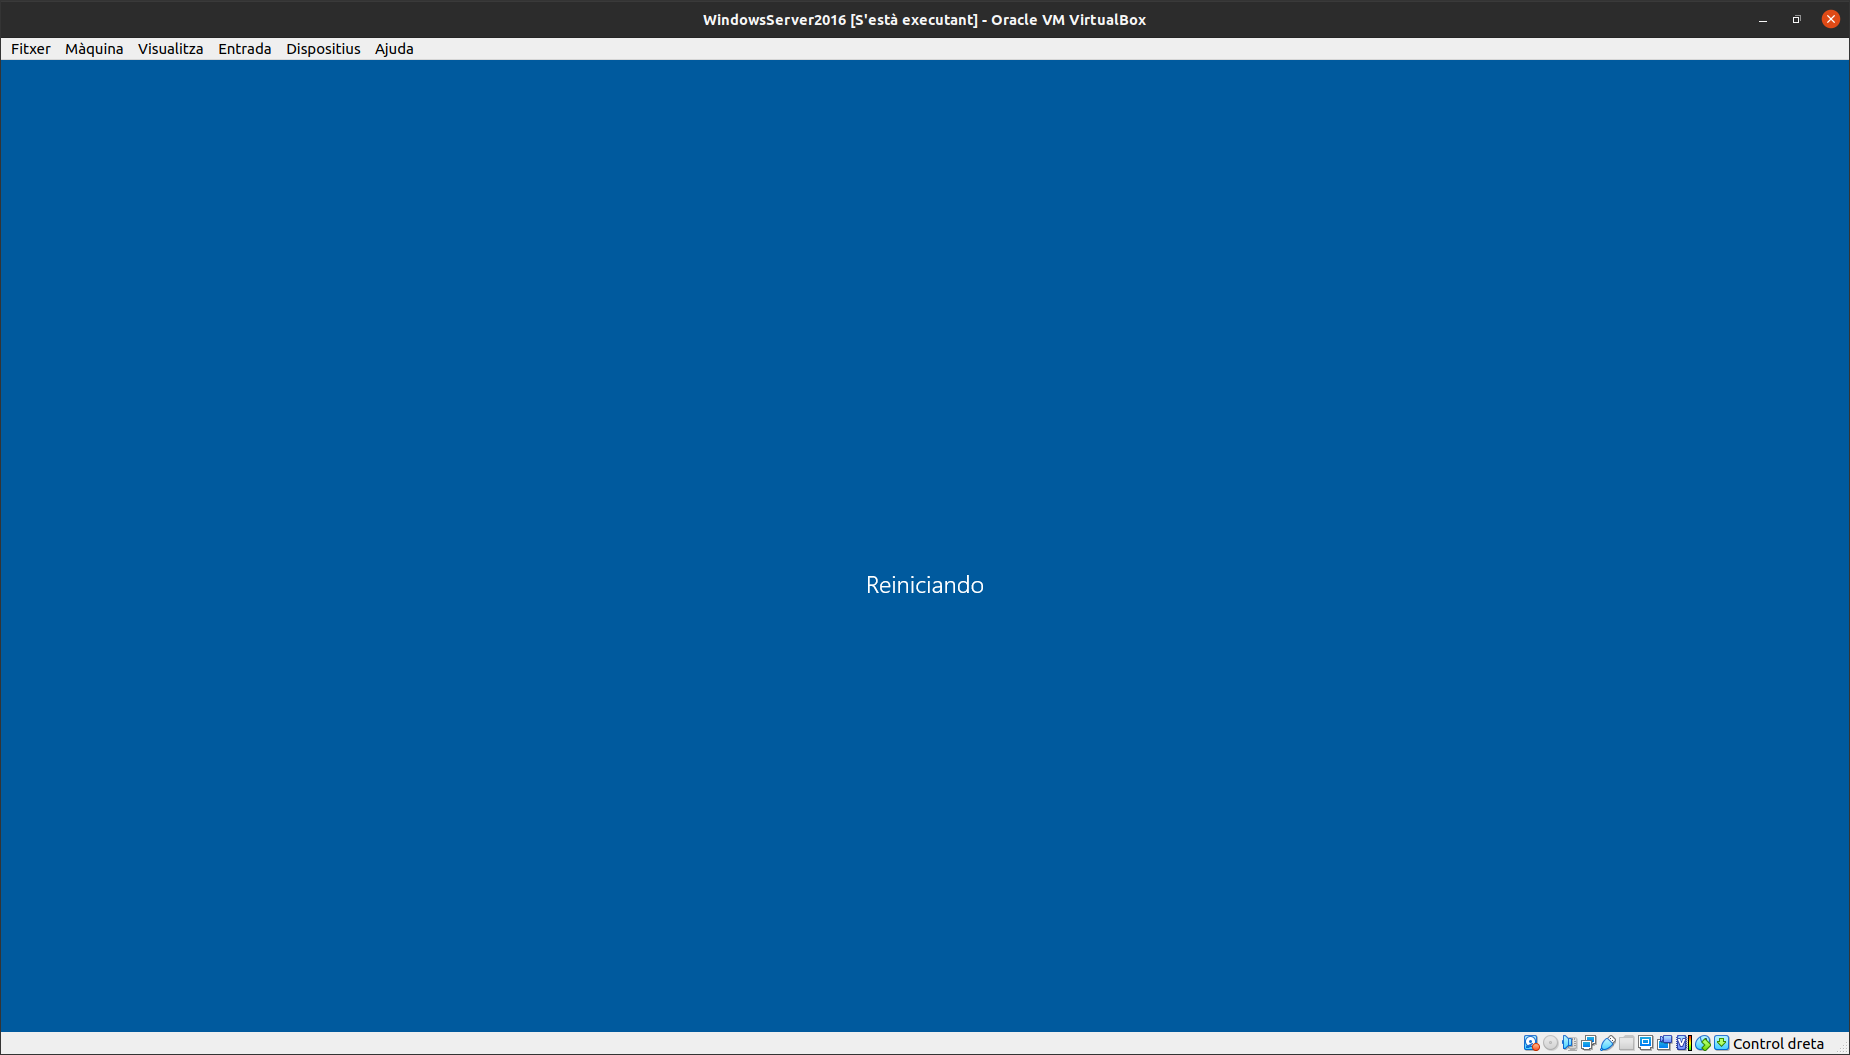 WindowsServer2016 [S'està executant] - Oracle VM VirtualBox
Fitxer Màquina Visualitza Entrada Dispositius Ajuda
Reiniciando
Control dreta